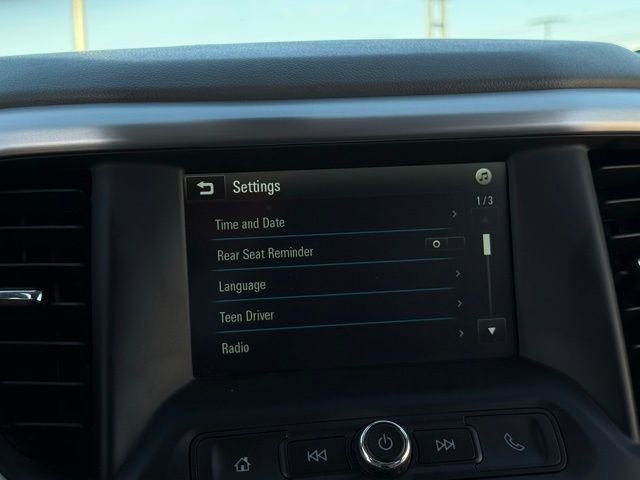 Settings
1/3
Time and Date
Rear Seat Reminder
Language
Teen Driver
Radio